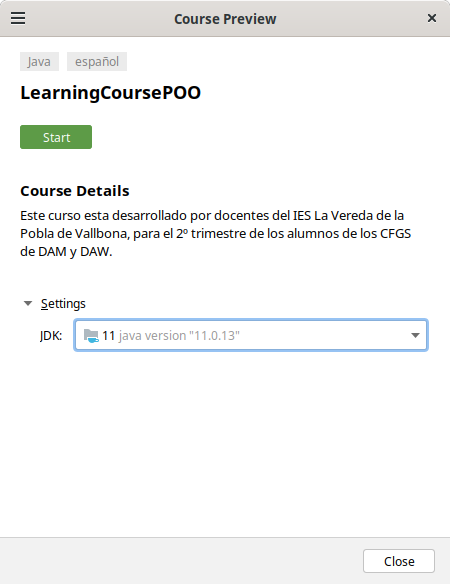 Course Preview
Java español
LearningCoursePOO
Start
Course Details
Este curso esta desarrollado por docentes del IES La Vereda de la
Pobla de Vallbona, para el 2º trimestre de los alumnos de los CFGS
de DAM y DAW.
Settings
JDK: 11 java version "11.0.13"
Close